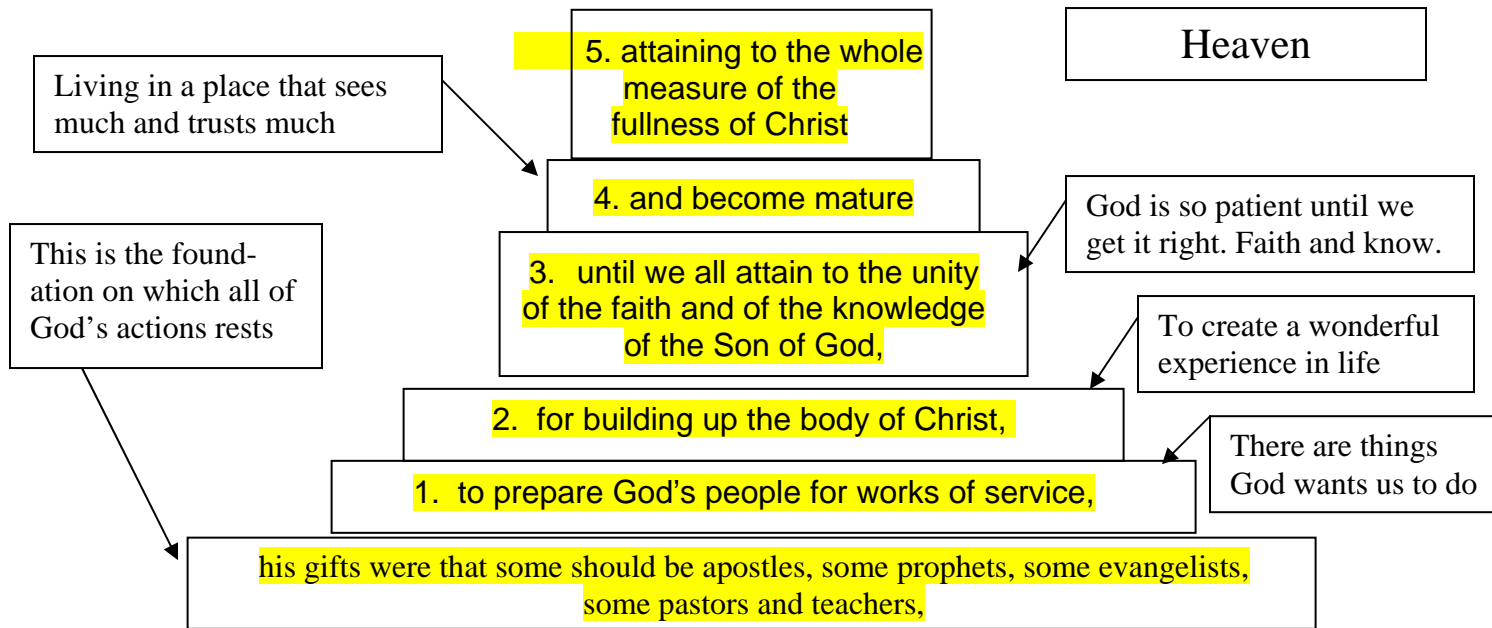 Heaven
5. attaining to the whole
measure of the
fullness of Christ
Living in a place that sees
much and trusts much
4. and become mature
God is so patient until we
get it right. Faith and know.
This is the found-
ation on which all of
God’s actions rests
3. until we all attain to the unity
of the faith and of the knowledge
of the Son of God,
To create a wonderful
experience in life
2. for building up the body of Christ,
There are things
God wants us to do
1. to prepare God’s people for works of service,
his gifts were that some should be apostles, some prophets, some evangelists,
some pastors and teachers,